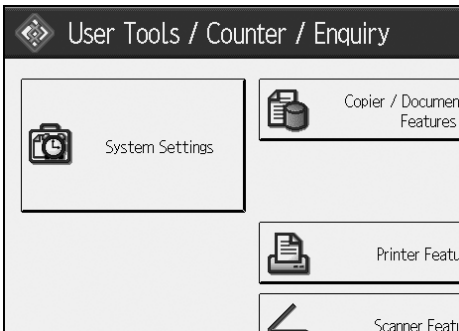 User Tools / Counter / Enquiry
System Settings
Copier / Documen
Features
Printer Featu
Scanner Featu